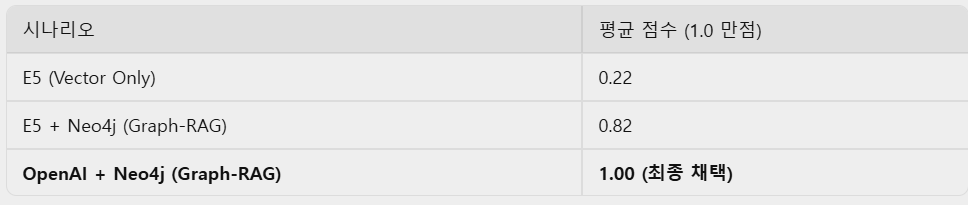 시나리오 평균 점수 (1.0 만점)
E5 (Vector Only) 0.22
E5 + Neo4j (Graph-RAG) 0.82
OpenAI + Neo4j (Graph-RAG) 1.00 (최종 채택)